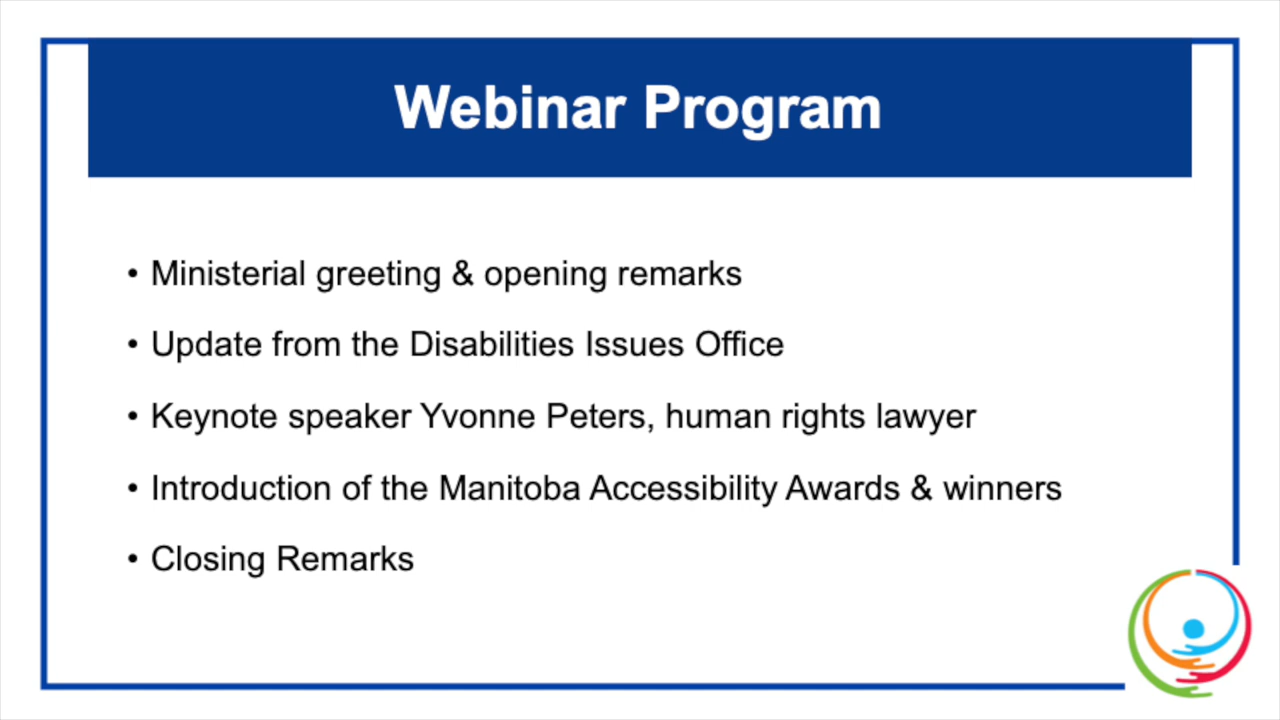 Webinar Program
• Ministerial greeting & opening remarks
• Update from the Disabilities Issues Office
• Keynote speaker Yvonne Peters, human rights lawyer
• Introduction of the Manitoba Accessibility Awards & winners
• Closing Remarks